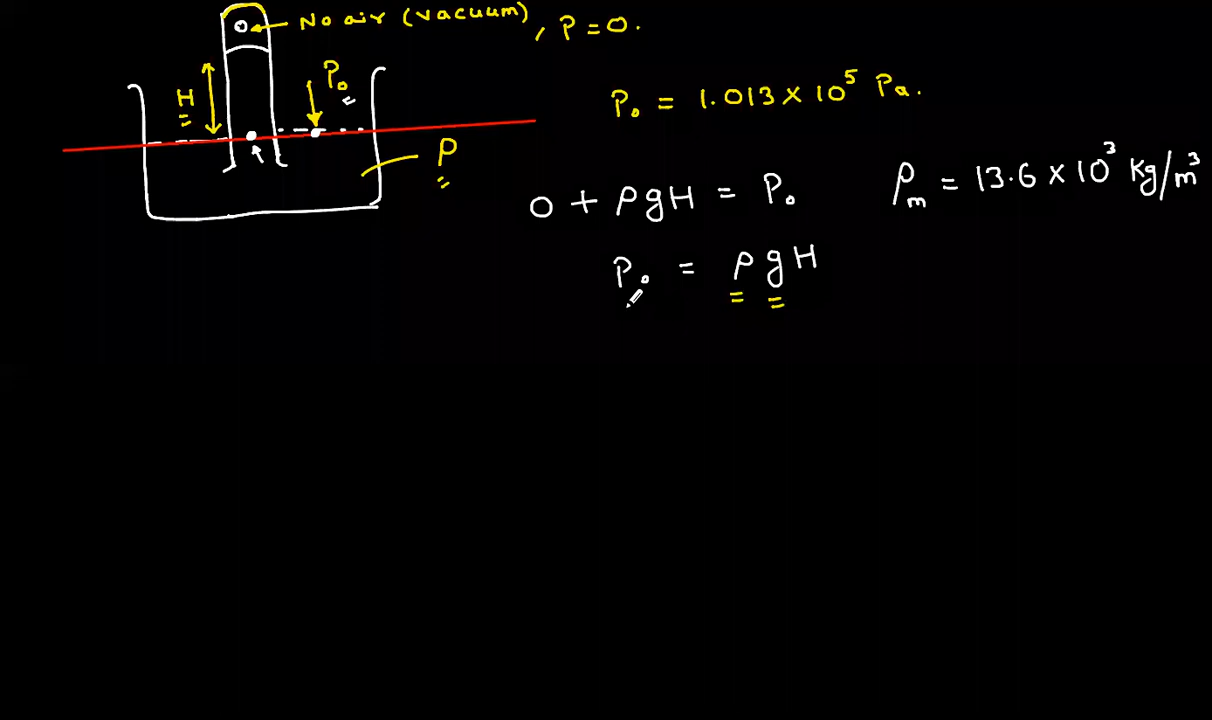 No air (vacuum), P = 0.
P₀
H
P₀ = 1.013 × 10⁵ Pa.
ρ
0 + ρgH = P₀
ρₘ = 13.6 × 10³ Kg/m³
P₀ = ρgH